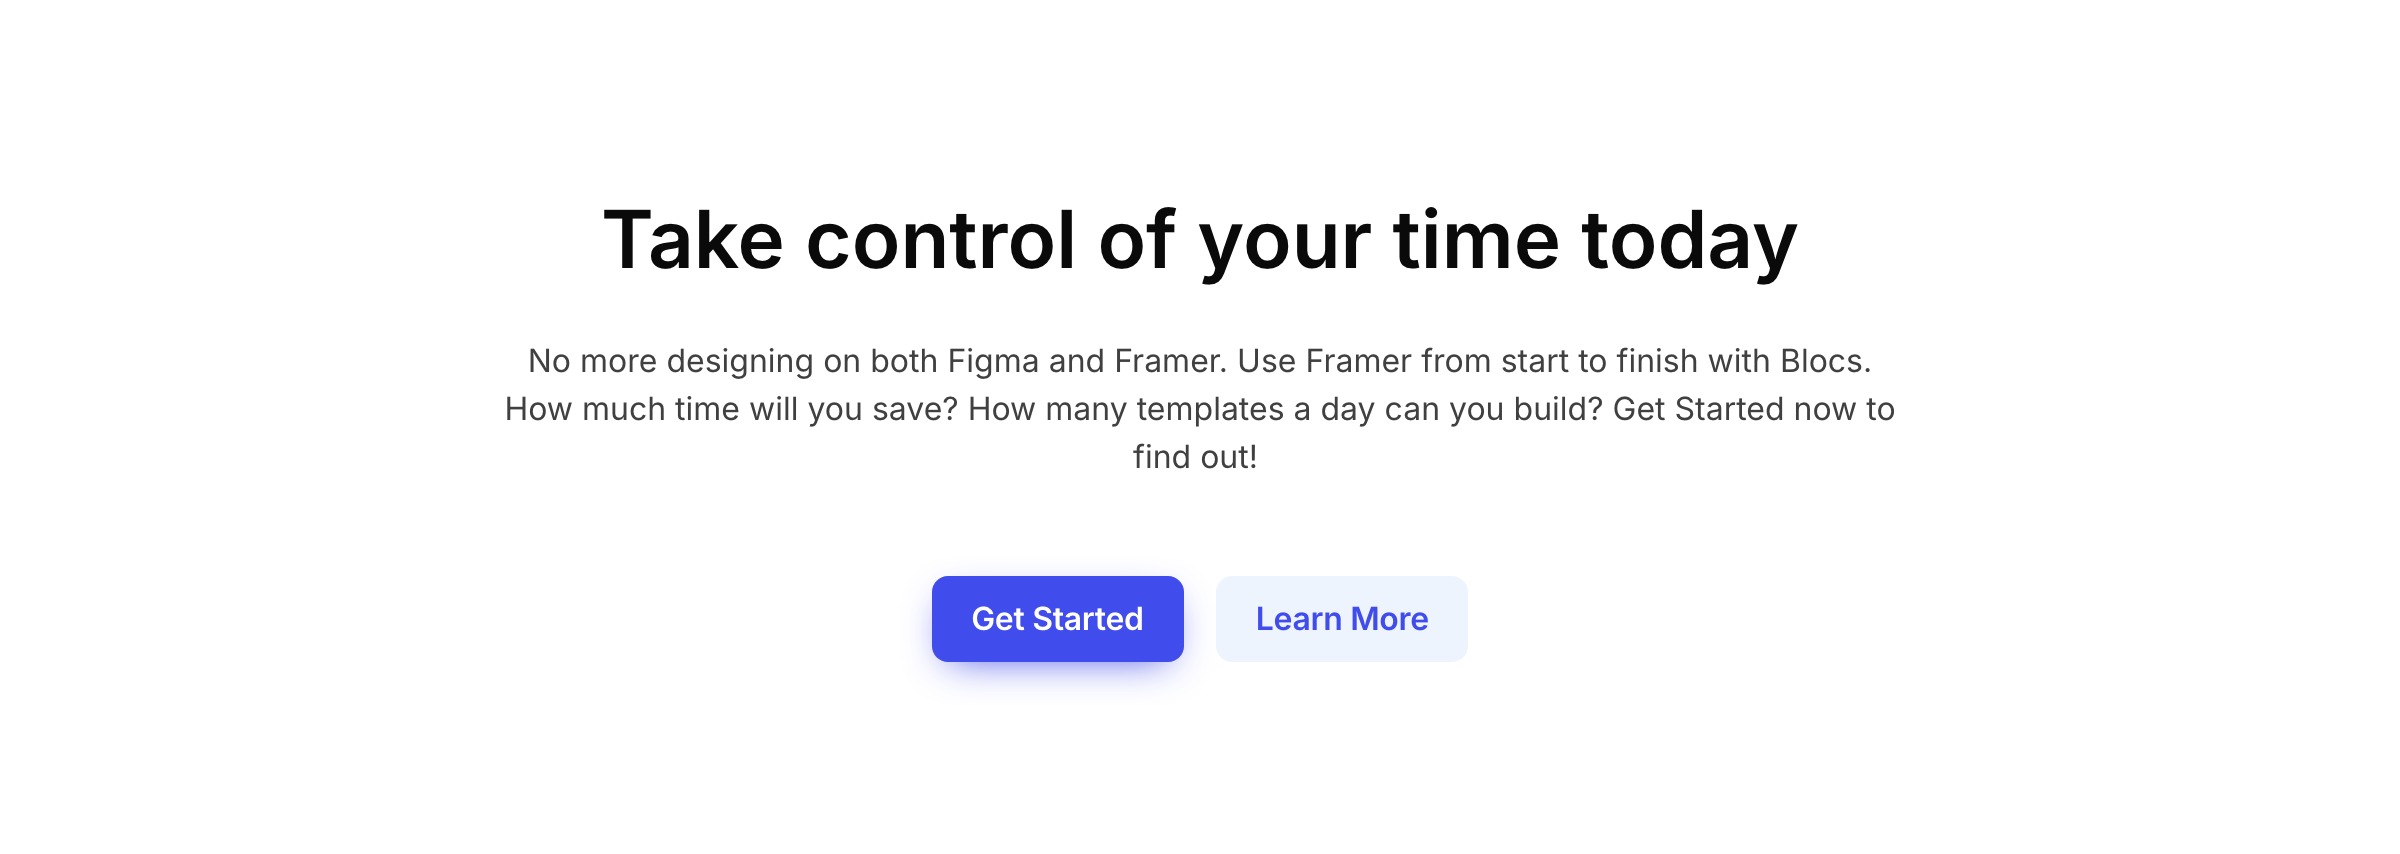 Take control of your time today
No more designing on both Figma and Framer. Use Framer from start to finish with Blocs.
How much time will you save? How many templates a day can you build? Get Started now to
find out!
Get Started
Learn More